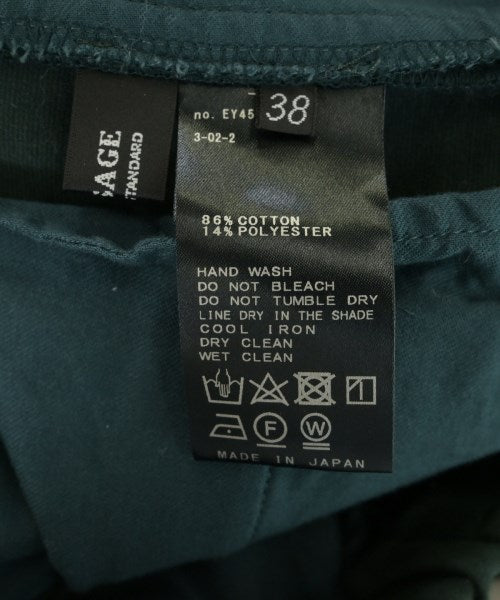 38
no. EY45
3-02-2
AGE
STANDARD
86% COTTON
14% POLYESTER
HAND WASH
DO NOT BLEACH
DO NOT TUMBLE DRY
LINE DRY IN THE SHADE
COOL IRON
DRY CLEAN
WET CLEAN
F
W
MADE IN JAPAN